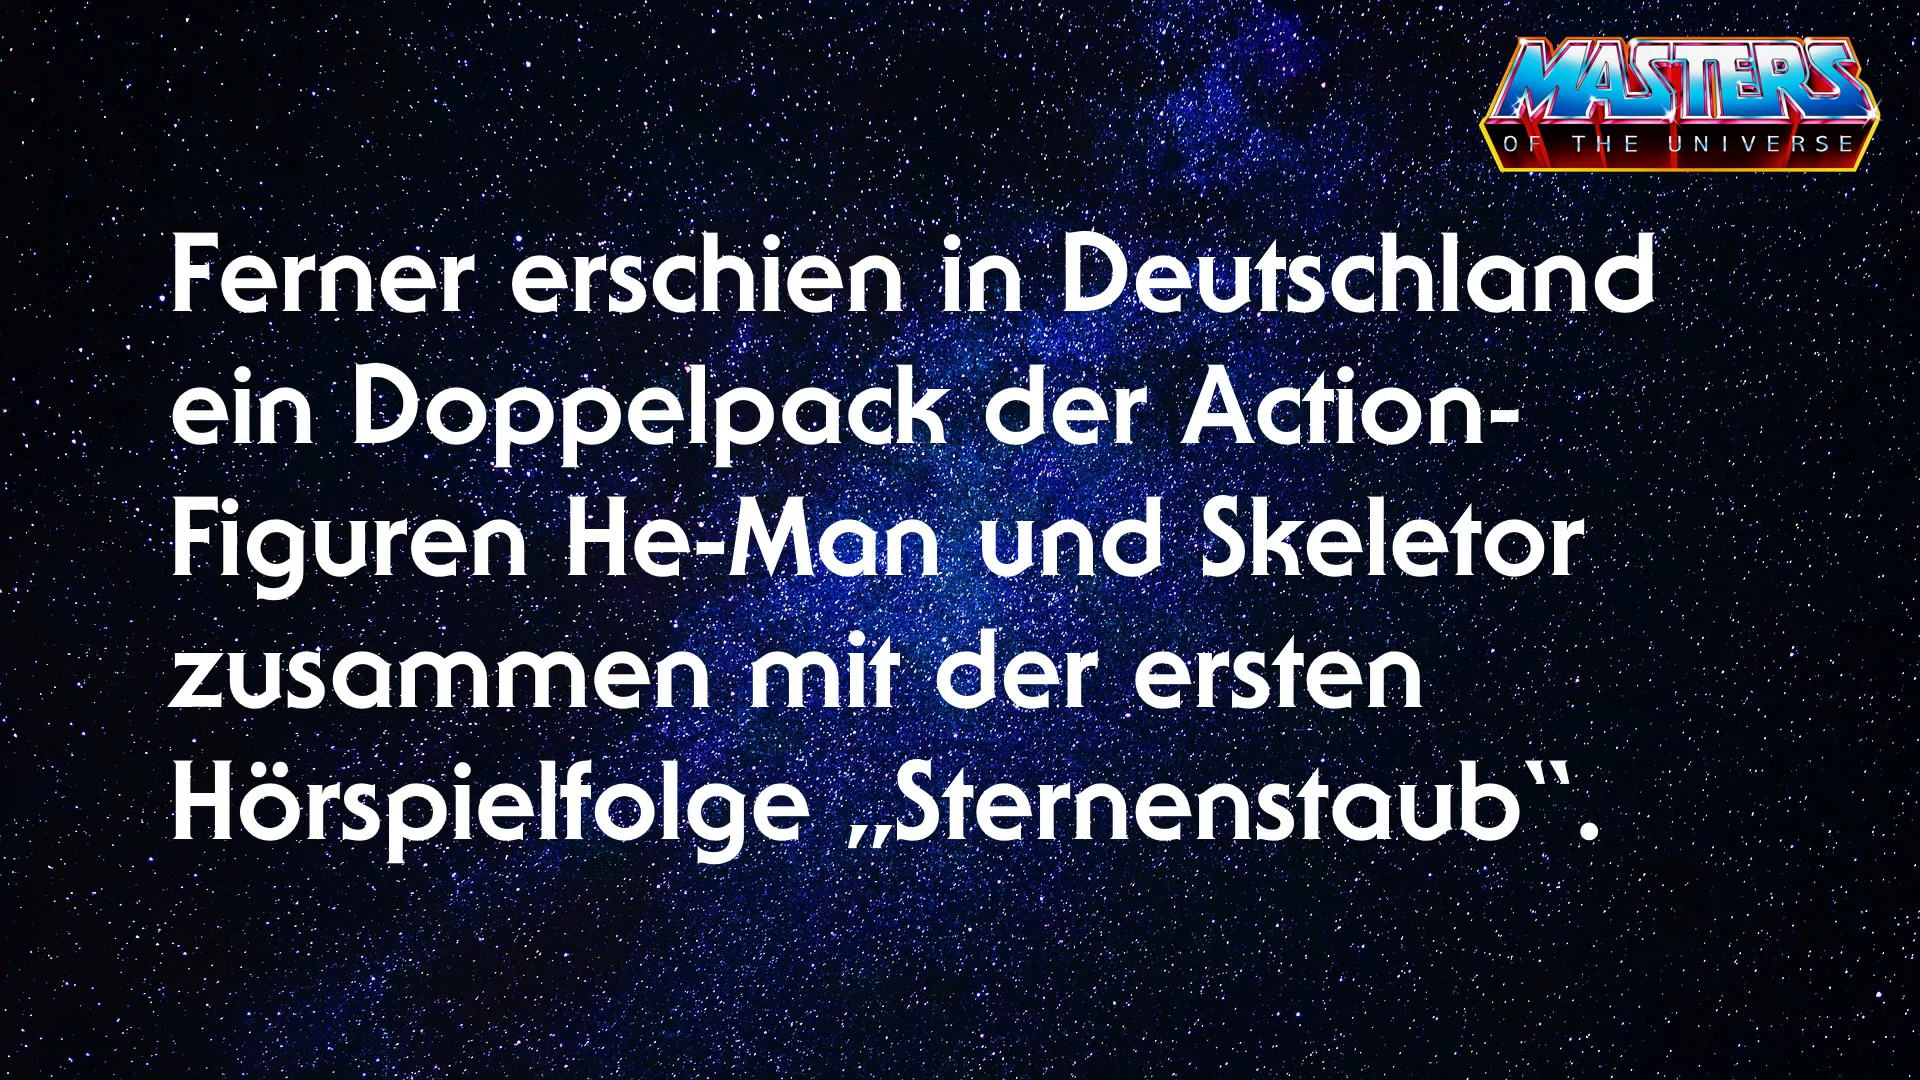 MASTERS
OF THE UNIVERSE
Ferner erschien in Deutschland
ein Doppelpack der Action-
Figuren He-Man und Skeletor
zusammen mit der ersten
Hörspielfolge „Sternenstaub“.